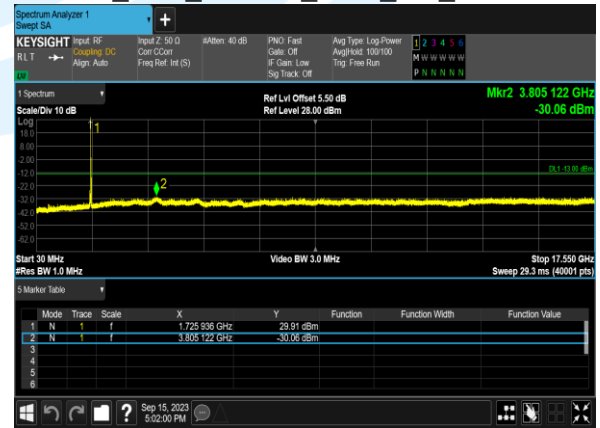 Spectrum Analyzer 1
Swept SA
+
KEYSIGHT Input: RF Input Z: 50 Ω #Atten: 40 dB PNO: Fast Avg Type: Log-Power 1 2 3 4 5 6
RLT Coupling: DC Corr CCorr Gate: Off Avg|Hold: 100/100 M W W W W W
Align: Auto Freq Ref: Int (S) IF Gain: Low Trig: Free Run
Sig Track: Off P N N N N N
LV
1 Spectrum Ref Lvl Offset 5.50 dB Mkr2 3.805 122 GHz
Scale/Div 10 dB Ref Level 28.00 dBm -30.06 dBm
Log
1
18.0
8.00
-2.00
-12.0 DL1 -13.00 dBm
-22.0
2
-32.0
-42.0
-52.0
-62.0
Start 30 MHz Video BW 3.0 MHz Stop 17.550 GHz
#Res BW 1.0 MHz Sweep 29.3 ms (40001 pts)
5 Marker Table
Mode Trace Scale X Y Function Function Width Function Value
1 N 1 f 1.725 936 GHz 29.91 dBm
2 N 1 f 3.805 122 GHz -30.06 dBm
3
4
5
6
? Sep 15, 2023
5:02:00 PM